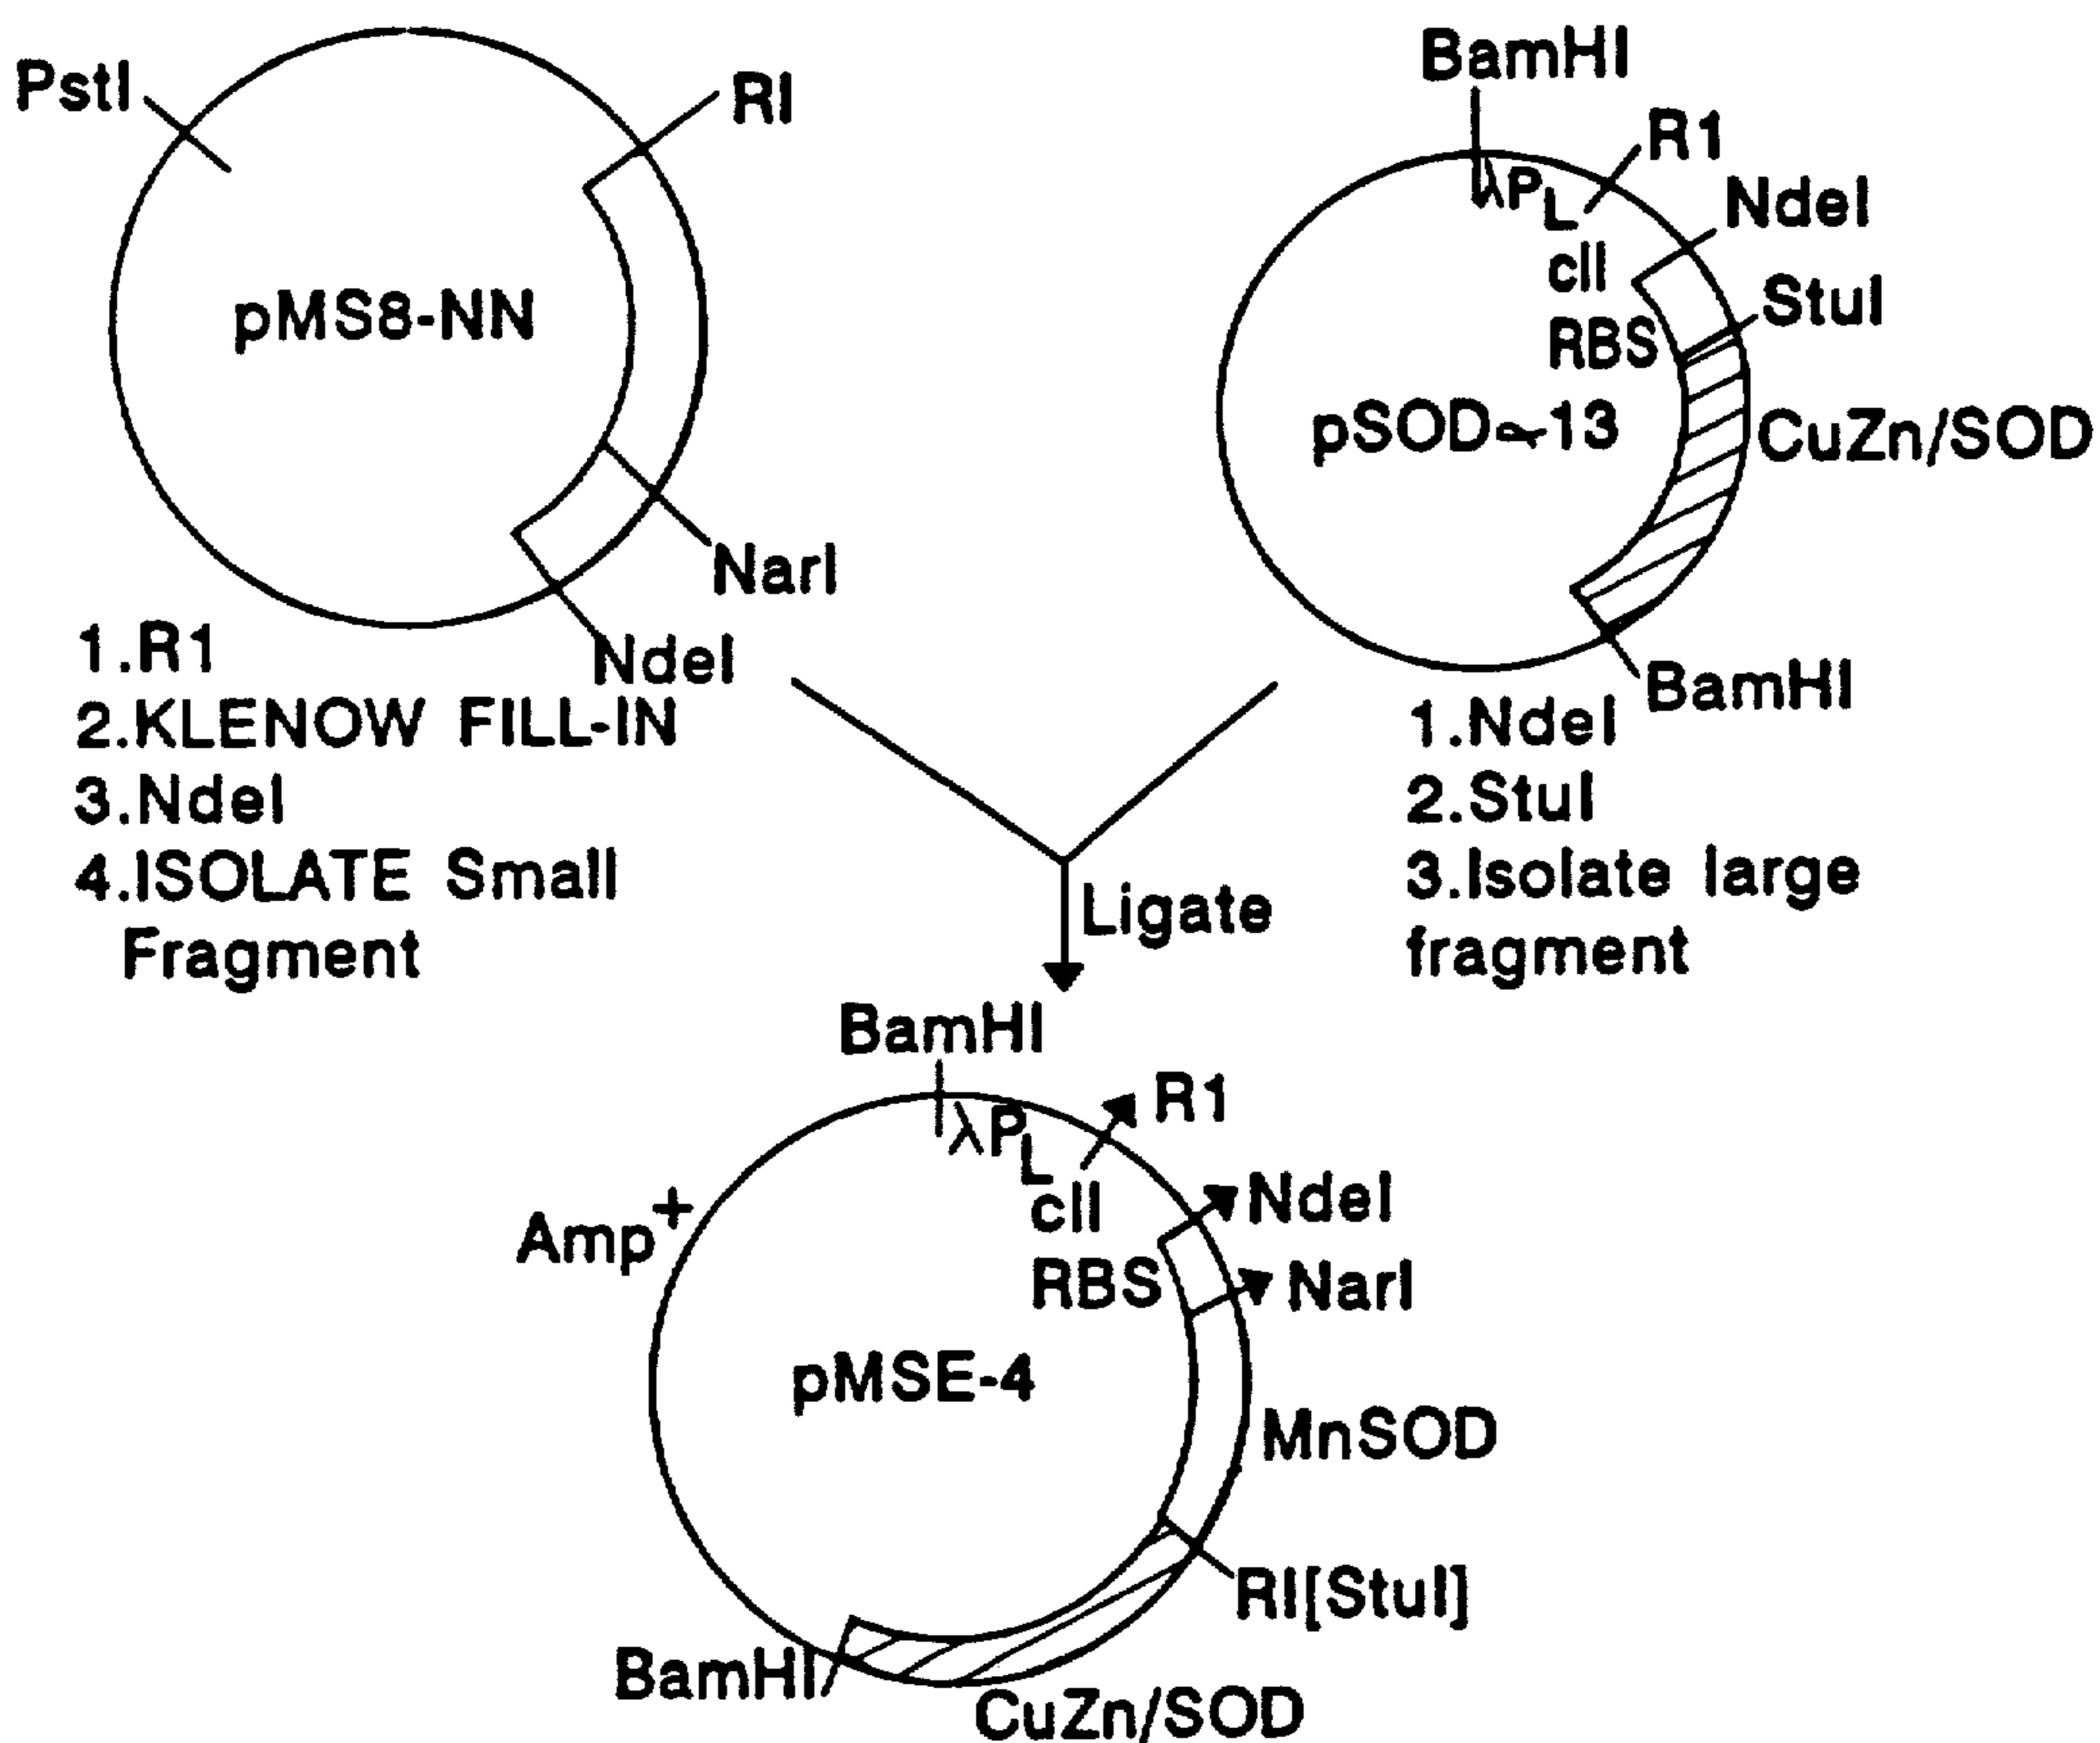 PstI
RI
pMS8-NN
NarI
NdeI
1.R1
2.KLENOW FILL-IN
3.NdeI
4.ISOLATE Small
Fragment
BamHI
R1
λPL
NdeI
cII
StuI
RBS
pSOD∝13
CuZn/SOD
BamHI
1.NdeI
2.StuI
3.Isolate large
fragment
Ligate
BamHI
R1
λPL
NdeI
cII
Amp+
RBS
NarI
pMSE-4
MnSOD
RI[StuI]
BamHI
CuZn/SOD